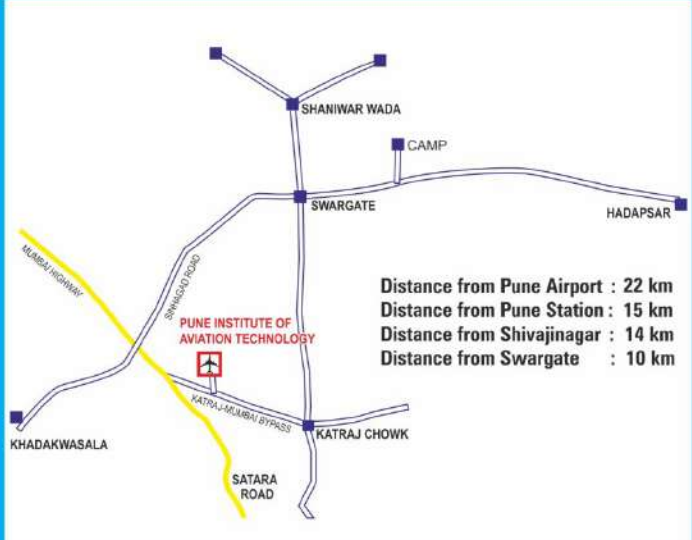 SHANIWAR WADA
CAMP
SWARGATE
HADAPSAR
MUMBAI HIGHWAY
SINHAGAD ROAD
Distance from Pune Airport : 22 km
Distance from Pune Station : 15 km
Distance from Shivajinagar : 14 km
Distance from Swargate : 10 km
PUNE INSTITUTE OF
AVIATION TECHNOLOGY
KATRAJ-MUMBAI BYPASS
KATRAJ CHOWK
KHADAKWASALA
SATARA
ROAD